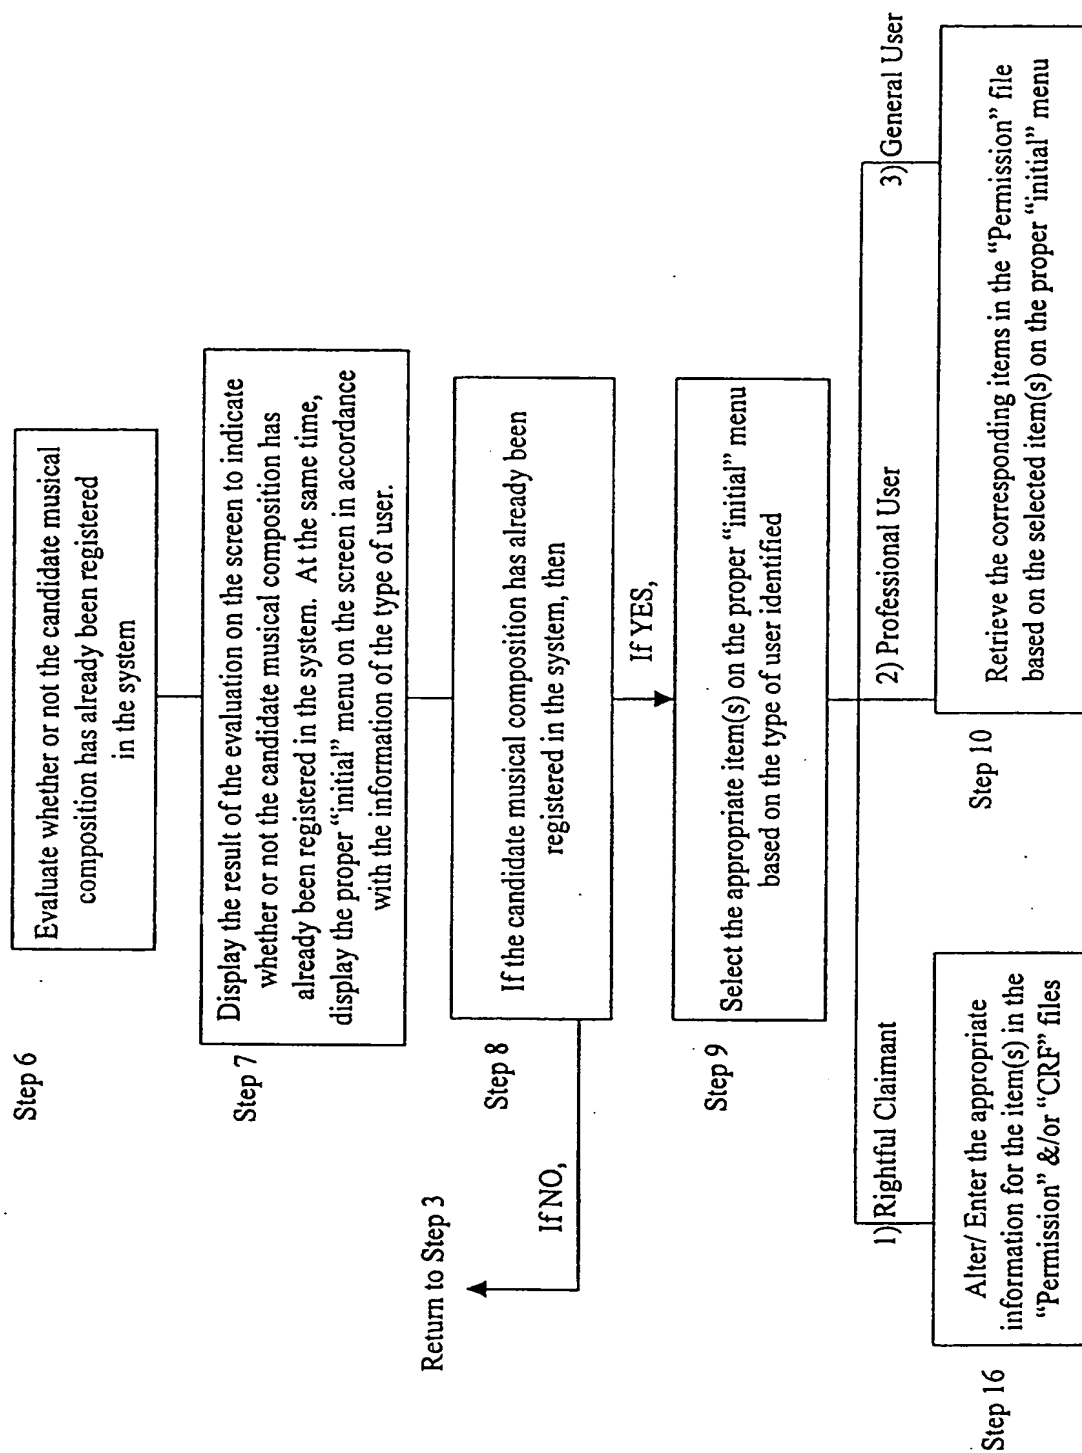 Step 6
Evaluate whether or not the candidate musical
composition has already been registered
in the system
Step 7
Display the result of the evaluation on the screen to indicate
whether or not the candidate musical composition has
already been registered in the system. At the same time,
display the proper “initial” menu on the screen in accordance
with the information of the type of user.
Step 8
If the candidate musical composition has already been
registered in the system, then
If NO,
Return to Step 3
If YES,
Step 9
Select the appropriate item(s) on the proper “initial” menu
based on the type of user identified
1) Rightful Claimant
2) Professional User
3) General User
Step 16
Alter/ Enter the appropriate
information for the item(s) in the
“Permission” &/or “CRF” files
Step 10
Retrieve the corresponding items in the “Permission” file
based on the selected item(s) on the proper “initial” menu